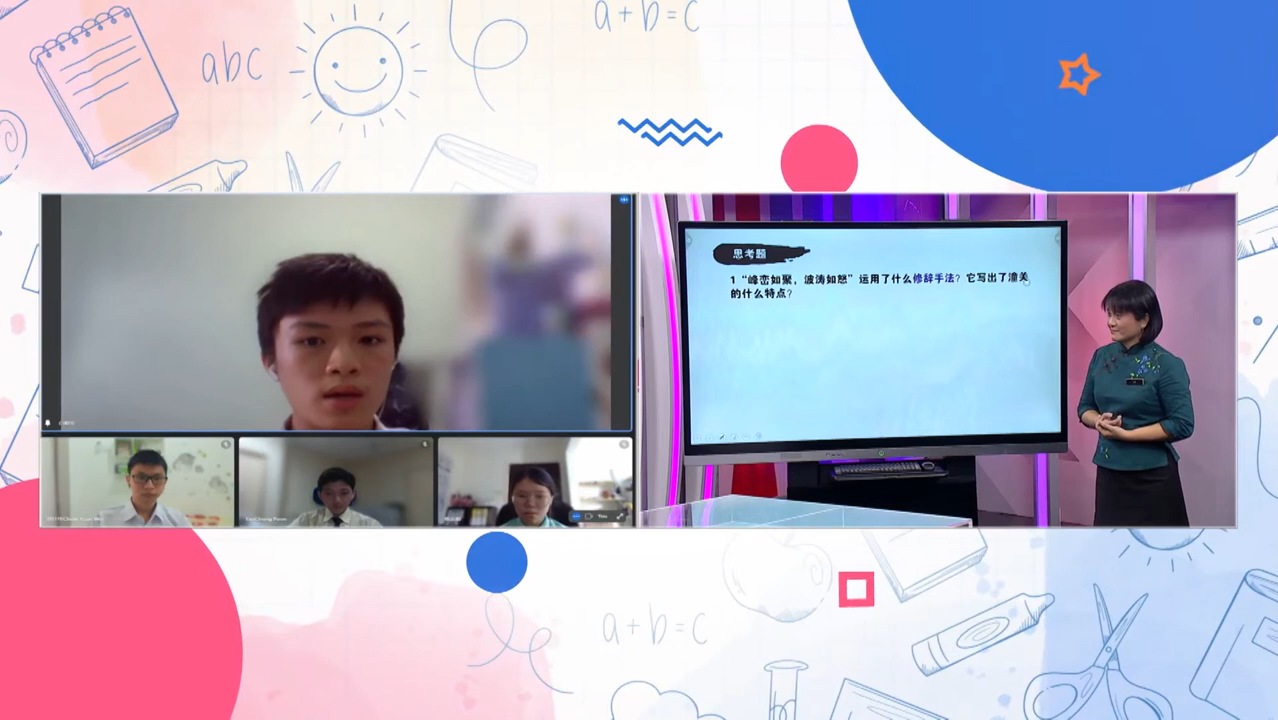 a+b=c
abc
思考题
1“峰峦如聚，波涛如怒”运用了什么修辞手法？它写出了潼关
的什么特点？
a+b=c